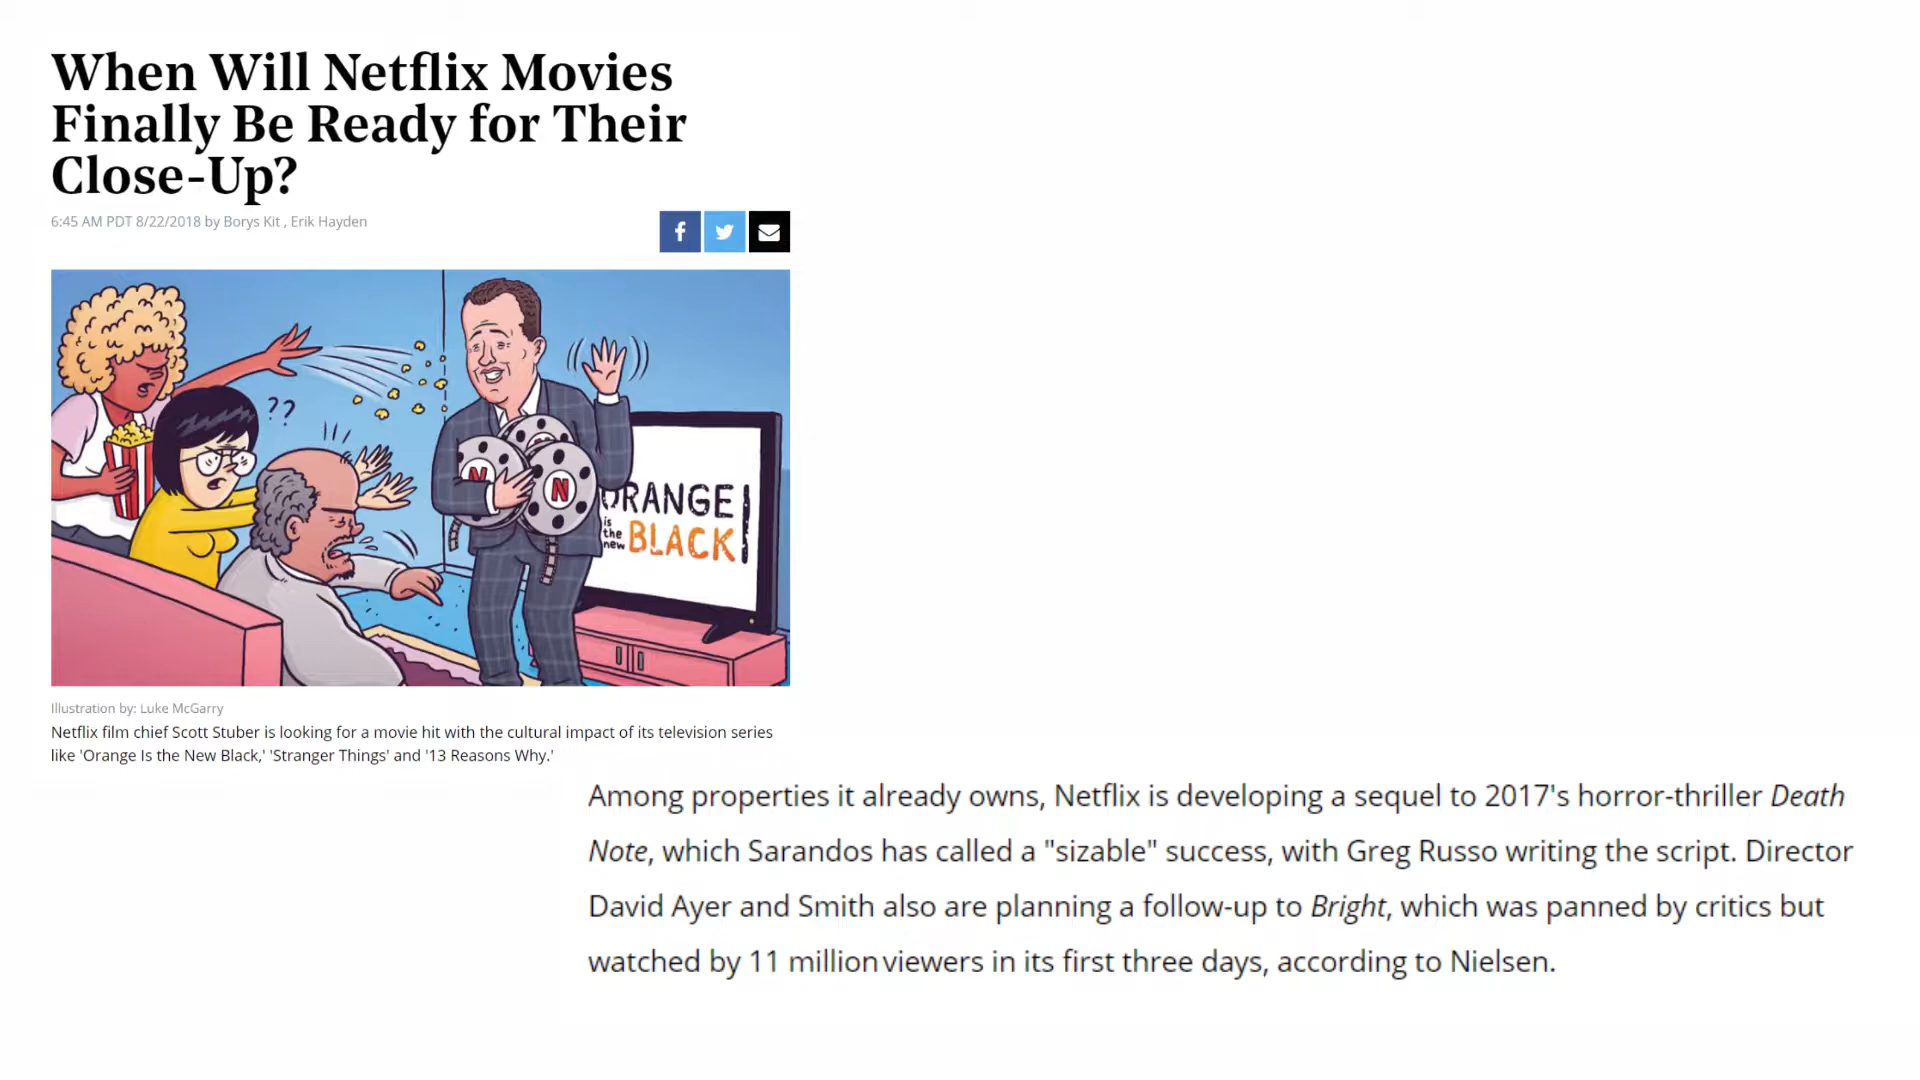 When Will Netflix Movies
Finally Be Ready for Their
Close-Up?
6:45 AM PDT 8/22/2018 by Borys Kit , Erik Hayden
f
??
N
N
ORANGE
is
the
new
BLACK
Illustration by: Luke McGarry
Netflix film chief Scott Stuber is looking for a movie hit with the cultural impact of its television series
like 'Orange Is the New Black,' 'Stranger Things' and '13 Reasons Why.'
Among properties it already owns, Netflix is developing a sequel to 2017's horror-thriller Death
Note, which Sarandos has called a "sizable" success, with Greg Russo writing the script. Director
David Ayer and Smith also are planning a follow-up to Bright, which was panned by critics but
watched by 11 million viewers in its first three days, according to Nielsen.